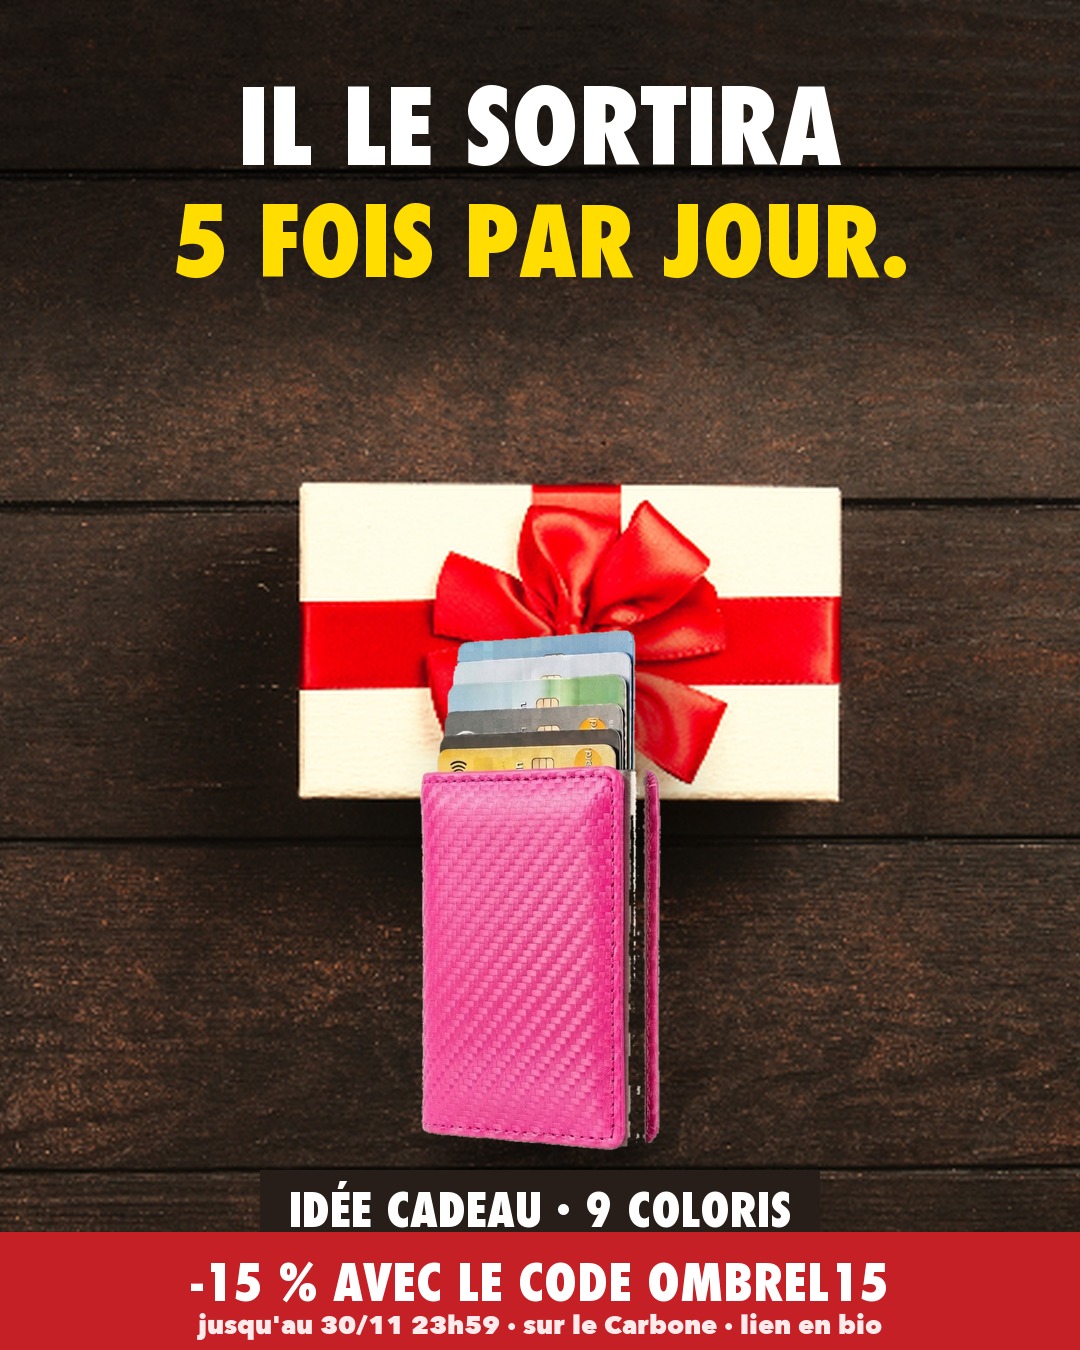 IL LE SORTIRA
5 FOIS PAR JOUR.
IDÉE CADEAU · 9 COLORIS
-15 % AVEC LE CODE OMBREL15
jusqu'au 30/11 23h59 · sur le Carbone · lien en bio